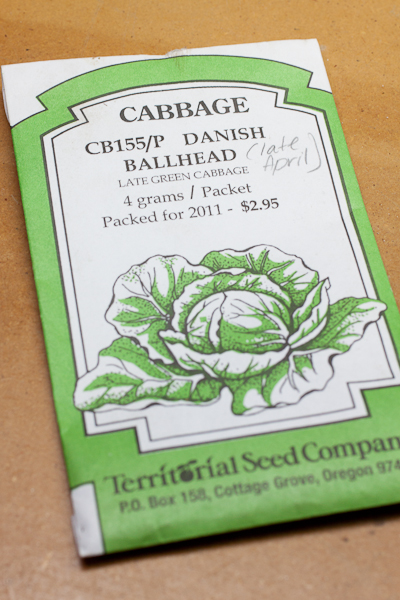 CABBAGE
CB155/P DANISH
BALLHEAD (late April)
LATE GREEN CABBAGE
4 grams / Packet
Packed for 2011 - $2.95
Territorial Seed Compan
P.O. Box 158, Cottage Grove, Oregon 974